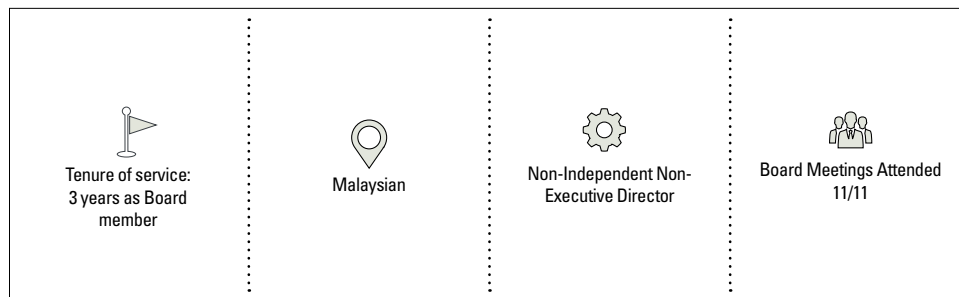 Tenure of service:
3 years as Board
member
Malaysian
Non-Independent Non-
Executive Director
Board Meetings Attended
11/11